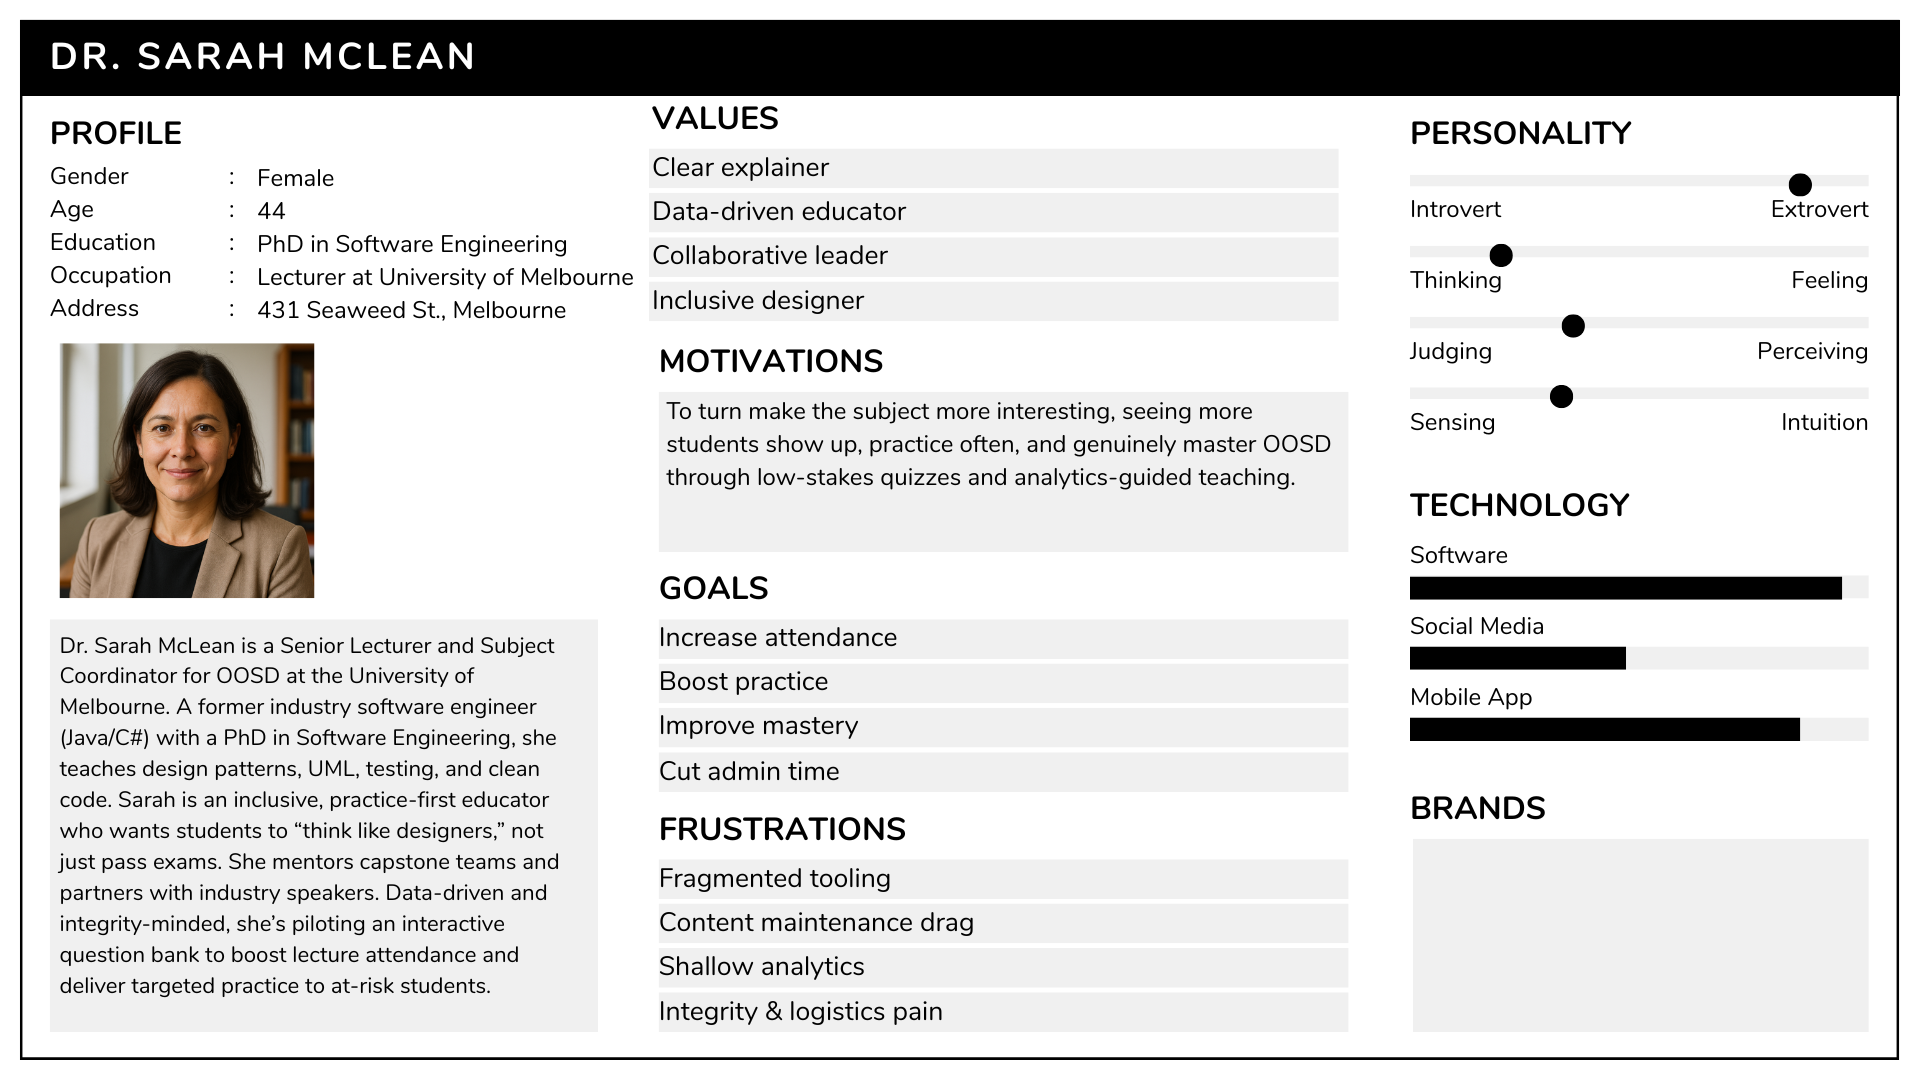 DR. SARAH MCLEAN
PROFILE
Gender : Female
Age : 44
Education : PhD in Software Engineering
Occupation : Lecturer at University of Melbourne
Address : 431 Seaweed St., Melbourne
Dr. Sarah McLean is a Senior Lecturer and Subject
Coordinator for OOSD at the University of
Melbourne. A former industry software engineer
(Java/C#) with a PhD in Software Engineering, she
teaches design patterns, UML, testing, and clean
code. Sarah is an inclusive, practice-first educator
who wants students to “think like designers,” not
just pass exams. She mentors capstone teams and
partners with industry speakers. Data-driven and
integrity-minded, she’s piloting an interactive
question bank to boost lecture attendance and
deliver targeted practice to at-risk students.
VALUES
Clear explainer
Data-driven educator
Collaborative leader
Inclusive designer
MOTIVATIONS
To turn make the subject more interesting, seeing more
students show up, practice often, and genuinely master OOSD
through low-stakes quizzes and analytics-guided teaching.
GOALS
Increase attendance
Boost practice
Improve mastery
Cut admin time
FRUSTRATIONS
Fragmented tooling
Content maintenance drag
Shallow analytics
Integrity & logistics pain
PERSONALITY
Introvert Extrovert
Thinking Feeling
Judging Perceiving
Sensing Intuition
TECHNOLOGY
Software
Social Media
Mobile App
BRANDS